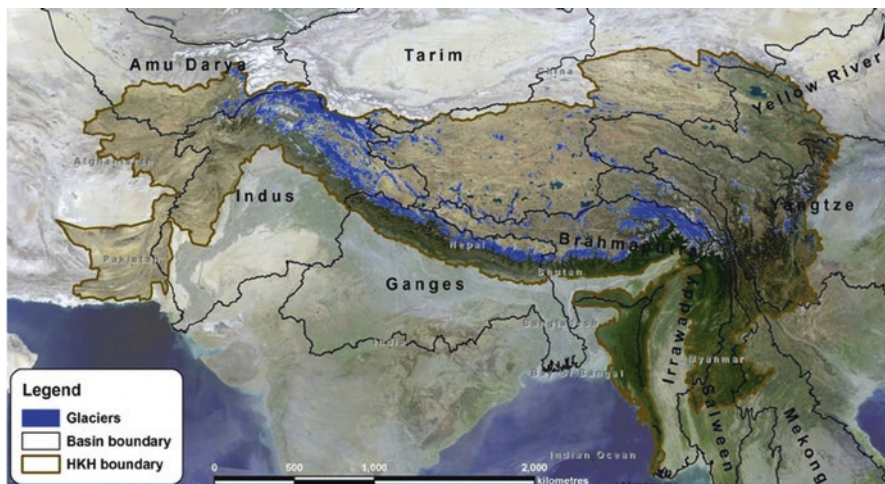 Tarim
Amu Darya
China
Yellow River
Afghanistan
Indus
Yangtze
Nepal
Brahmaput
Pakistan
Bhutan
Ganges
Bangladesh
India
Irrawaddy
Myanmar
Bay of Bengal
Salween
Mekong
Indian Ocean
Legend
Glaciers
Basin boundary
HKH boundary
0 500 1,000 2,000
kilometres